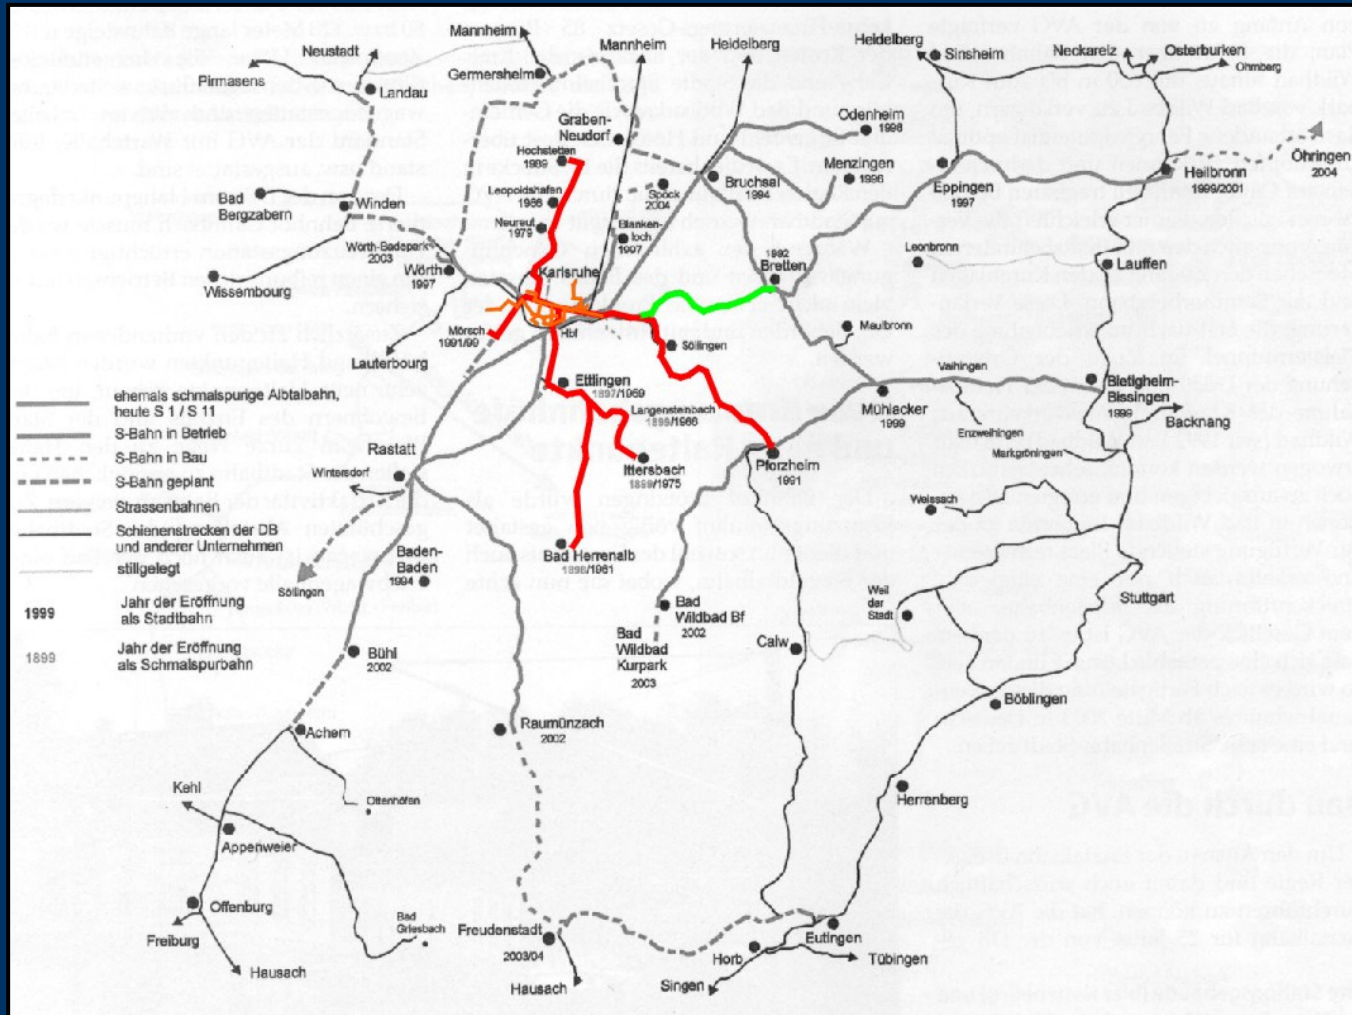 Neustadt
Pirmasens
Landau
Mannheim
Germersheim
Mannheim
Heidelberg
Heidelberg
Sinsheim
Neckarelz
Osterburken
Ohrnberg
Graben-
Neudorf
Hochstetten
1989
Odenheim
1998
Menzingen
1996
Eppingen
1997
Heilbronn
1999/2001
Öhringen
2004
Leopoldshafen
1986
Spöck
2004
Bruchsal
1994
Bad
Bergzabern
Winden
Neureut
1979
Blanken-
loch
1997
Leonbronn
Lauffen
Wörth-Badepark
2003
Wörth
1997
Karlsruhe
1992
Bretten
Wissembourg
Mörsch
1991/99
Hbf
Söllingen
Maulbronn
Lauterbourg
Ettlingen
1897/1969
Vaihingen
Bietigheim-
Bissingen
1999
Backnang
Langensteinbach
1899/1966
Mühlacker
1999
Enzweihingen
Markgröningen
ehemals schmalspurige Albtalbahn,
heute S 1 / S 11
S-Bahn in Betrieb
S-Bahn in Bau
S-Bahn geplant
Strassenbahnen
Schienenstrecken der DB
und anderer Unternehmen
stillgelegt
1999 Jahr der Eröffnung
als Stadtbahn
1899 Jahr der Eröffnung
als Schmalspurbahn
Rastatt
Wintersdorf
Ittersbach
1899/1975
Pforzheim
1991
Weissach
Bad Herrenalb
1898/1961
Baden-
Baden
1994
Söllingen
Bad
Wildbad Bf
2002
Bad
Wildbad
Kurpark
2003
Weil
der
Stadt
Stuttgart
Calw
Bühl
2002
Böblingen
Raumünzach
2002
Achern
Kehl
Ottenhöfen
Herrenberg
Appenweier
Offenburg
Freiburg
Hausach
Bad
Griesbach
Freudenstadt
2003/04
Hausach
Eutingen
Horb
Tübingen
Singen